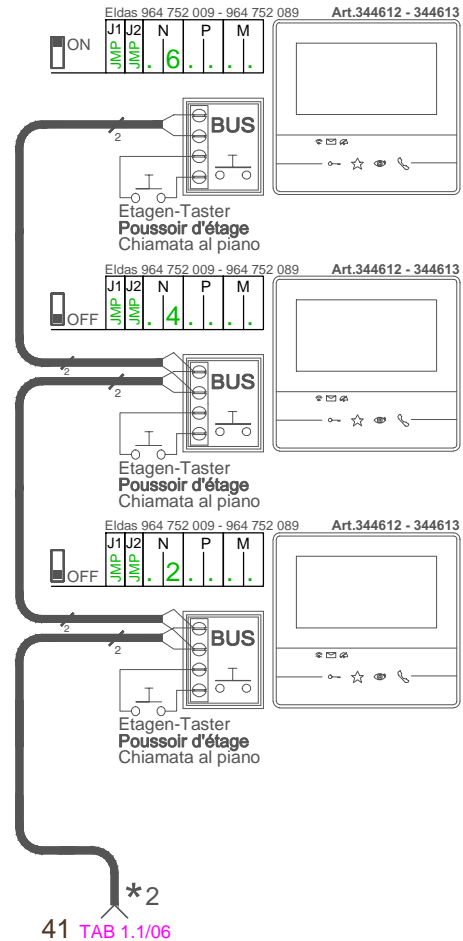 Eldas 964 752 009 - 964 752 089 Art.344612 - 344613
ON J1 J2 N P M
JMP JMP . 6 . . . .
2
BUS
Etagen-Taster
Poussoir d'étage
Chiamata al piano
Eldas 964 752 009 - 964 752 089 Art.344612 - 344613
J1 J2 N P M
OFF JMP JMP . 4 . . . .
2
2
BUS
Etagen-Taster
Poussoir d'étage
Chiamata al piano
Eldas 964 752 009 - 964 752 089 Art.344612 - 344613
J1 J2 N P M
OFF JMP JMP . 2 . . . .
2
2
BUS
Etagen-Taster
Poussoir d'étage
Chiamata al piano
*2
41 TAB 1.1/06